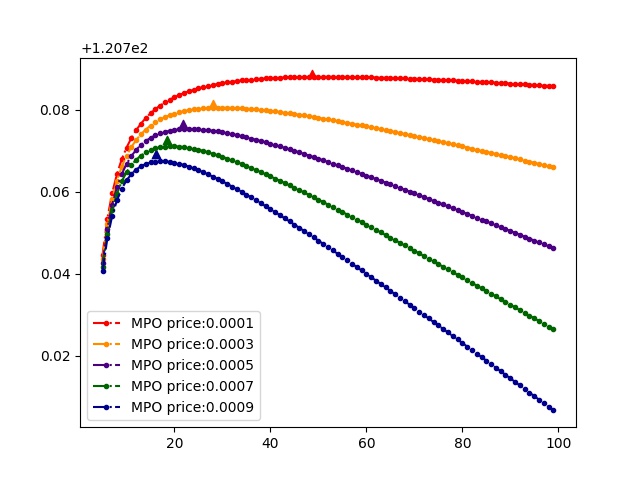 +1.207e2
0.08
0.06
0.04
0.02
MPO price:0.0001
MPO price:0.0003
MPO price:0.0005
MPO price:0.0007
MPO price:0.0009
20 40 60 80 100